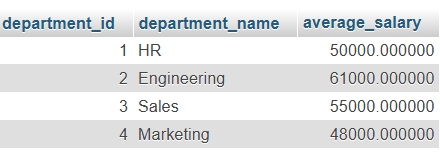 department_id department_name average_salary
1 HR 50000.000000
2 Engineering 61000.000000
3 Sales 55000.000000
4 Marketing 48000.000000